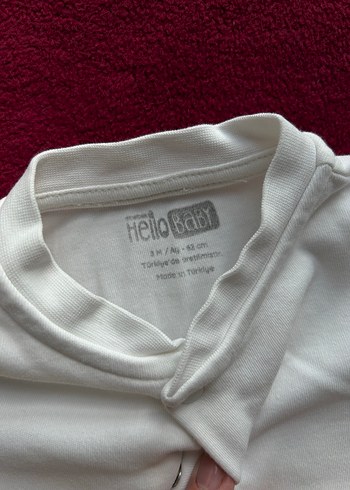 Hello BABY
3 M / Ay - 62 cm
Türkiye'de üretilmiştir.
Made in Türkiye